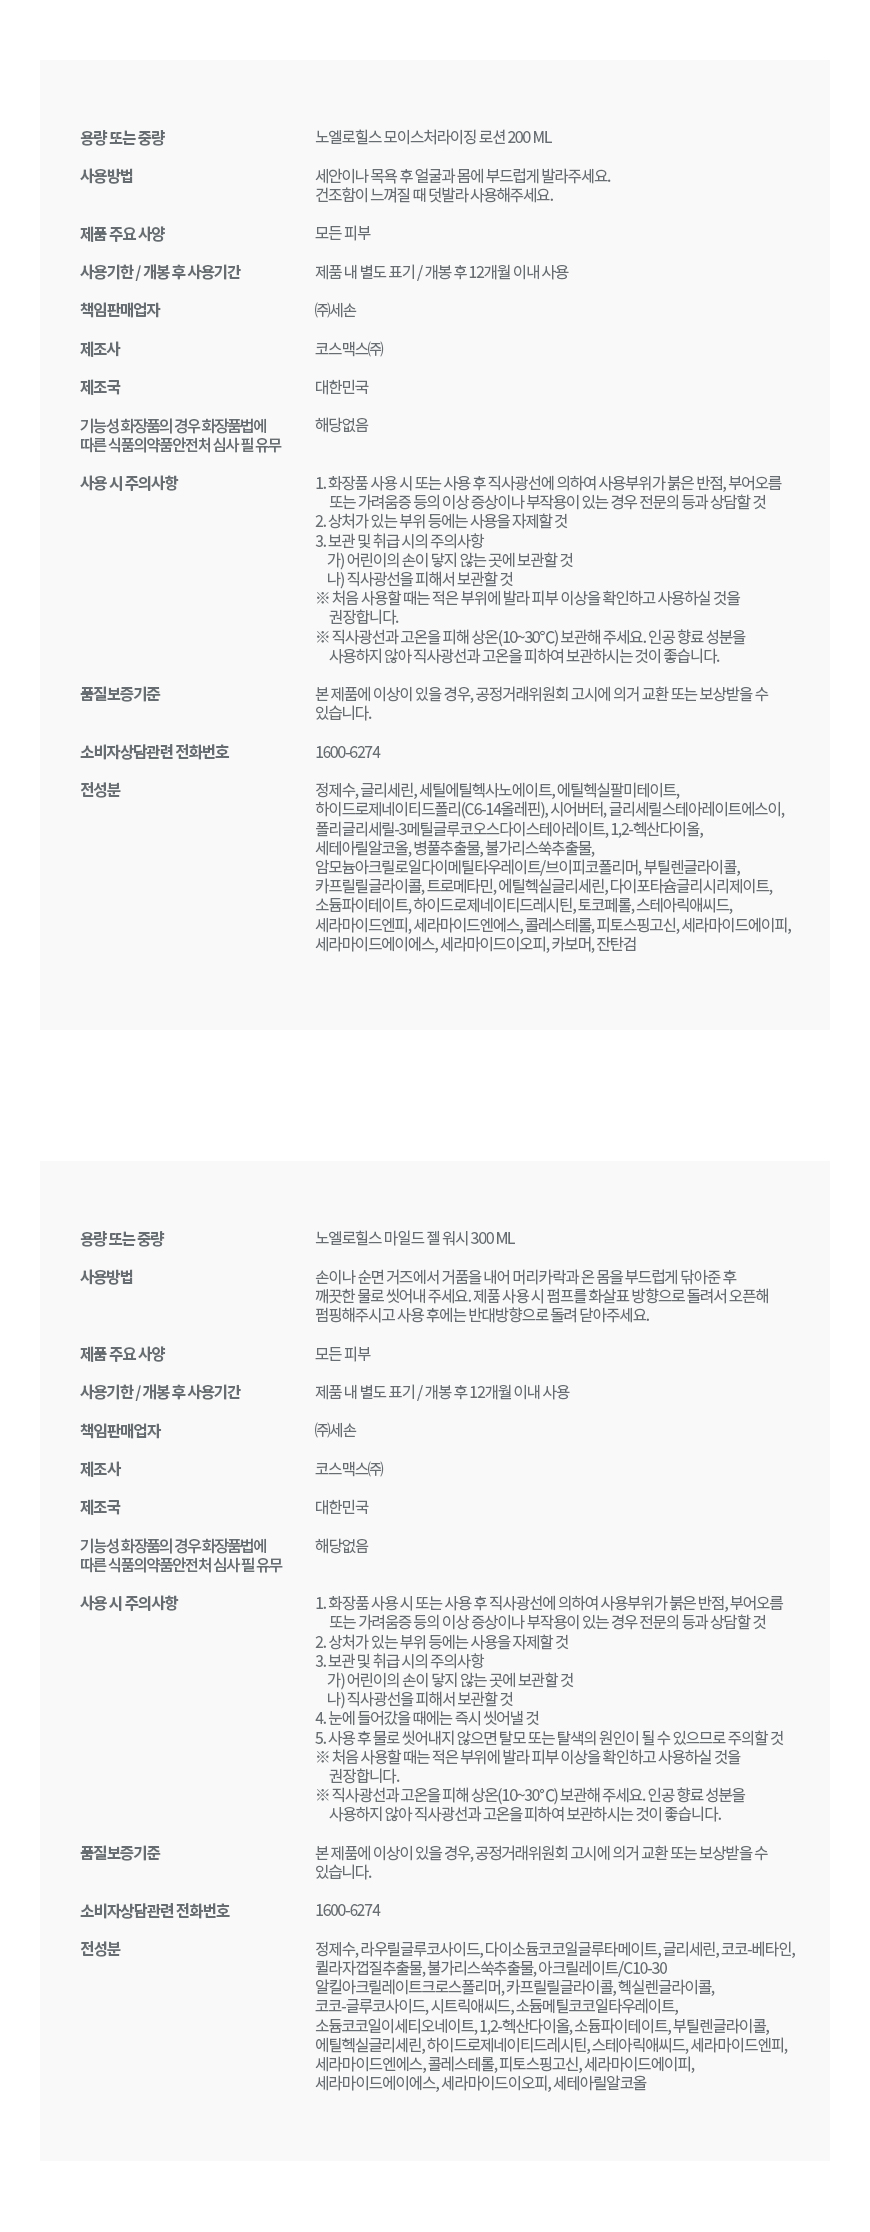 용량 또는 중량
노엘로힐스 모이스처라이징 로션 200 ML
사용방법
세안이나 목욕 후 얼굴과 몸에 부드럽게 발라주세요.
건조함이 느껴질 때 덧발라 사용해주세요.
제품 주요 사양
모든 피부
사용기한 / 개봉 후 사용기간
제품 내 별도 표기 / 개봉 후 12개월 이내 사용
책임판매업자
㈜세손
제조사
코스맥스㈜
제조국
대한민국
기능성 화장품의 경우 화장품법에
따른 식품의약품안전처 심사 필 유무
해당없음
사용 시 주의사항
1. 화장품 사용 시 또는 사용 후 직사광선에 의하여 사용부위가 붉은 반점, 부어오름
또는 가려움증 등의 이상 증상이나 부작용이 있는 경우 전문의 등과 상담할 것
2. 상처가 있는 부위 등에는 사용을 자제할 것
3. 보관 및 취급 시의 주의사항
가) 어린이의 손이 닿지 않는 곳에 보관할 것
나) 직사광선을 피해서 보관할 것
※ 처음 사용할 때는 적은 부위에 발라 피부 이상을 확인하고 사용하실 것을
권장합니다.
※ 직사광선과 고온을 피해 상온(10~30°C) 보관해 주세요. 인공 향료 성분을
사용하지 않아 직사광선과 고온을 피하여 보관하시는 것이 좋습니다.
품질보증기준
본 제품에 이상이 있을 경우, 공정거래위원회 고시에 의거 교환 또는 보상받을 수
있습니다.
소비자상담관련 전화번호
1600-6274
전성분
정제수, 글리세린, 세틸에틸헥사노에이트, 에틸헥실팔미테이트,
하이드로제네이티드폴리(C6-14올레핀), 시어버터, 글리세릴스테아레이트에스이,
폴리글리세릴-3메틸글루코오스다이스테아레이트, 1,2-헥산다이올,
세테아릴알코올, 병풀추출물, 불가리스쑥추출물,
암모늄아크릴로일다이메틸타우레이트/브이피코폴리머, 부틸렌글라이콜,
카프릴릴글라이콜, 트로메타민, 에틸헥실글리세린, 다이포타슘글리시리제이트,
소듐파이테이트, 하이드로제네이티드레시틴, 토코페롤, 스테아릭애씨드,
세라마이드엔피, 세라마이드엔에스, 콜레스테롤, 피토스핑고신, 세라마이드에이피,
세라마이드에이에스, 세라마이드이오피, 카보머, 잔탄검
용량 또는 중량
노엘로힐스 마일드 젤 워시 300 ML
사용방법
손이나 순면 거즈에서 거품을 내어 머리카락과 온 몸을 부드럽게 닦아준 후
깨끗한 물로 씻어내 주세요. 제품 사용 시 펌프를 화살표 방향으로 돌려서 오픈해
펌핑해주시고 사용 후에는 반대방향으로 돌려 닫아주세요.
제품 주요 사양
모든 피부
사용기한 / 개봉 후 사용기간
제품 내 별도 표기 / 개봉 후 12개월 이내 사용
책임판매업자
㈜세손
제조사
코스맥스㈜
제조국
대한민국
기능성 화장품의 경우 화장품법에
따른 식품의약품안전처 심사 필 유무
해당없음
사용 시 주의사항
1. 화장품 사용 시 또는 사용 후 직사광선에 의하여 사용부위가 붉은 반점, 부어오름
또는 가려움증 등의 이상 증상이나 부작용이 있는 경우 전문의 등과 상담할 것
2. 상처가 있는 부위 등에는 사용을 자제할 것
3. 보관 및 취급 시의 주의사항
가) 어린이의 손이 닿지 않는 곳에 보관할 것
나) 직사광선을 피해서 보관할 것
4. 눈에 들어갔을 때에는 즉시 씻어낼 것
5. 사용 후 물로 씻어내지 않으면 탈모 또는 탈색의 원인이 될 수 있으므로 주의할 것
※ 처음 사용할 때는 적은 부위에 발라 피부 이상을 확인하고 사용하실 것을
권장합니다.
※ 직사광선과 고온을 피해 상온(10~30°C) 보관해 주세요. 인공 향료 성분을
사용하지 않아 직사광선과 고온을 피하여 보관하시는 것이 좋습니다.
품질보증기준
본 제품에 이상이 있을 경우, 공정거래위원회 고시에 의거 교환 또는 보상받을 수
있습니다.
소비자상담관련 전화번호
1600-6274
전성분
정제수, 라우릴글루코사이드, 다이소듐코코일글루타메이트, 글리세린, 코코-베타인,
퀼라자껍질추출물, 불가리스쑥추출물, 아크릴레이트/C10-30
알킬아크릴레이트크로스폴리머, 카프릴릴글라이콜, 헥실렌글라이콜,
코코-글루코사이드, 시트릭애씨드, 소듐메틸코코일타우레이트,
소듐코코일이세티오네이트, 1,2-헥산다이올, 소듐파이테이트, 부틸렌글라이콜,
에틸헥실글리세린, 하이드로제네이티드레시틴, 스테아릭애씨드, 세라마이드엔피,
세라마이드엔에스, 콜레스테롤, 피토스핑고신, 세라마이드에이피,
세라마이드에이에스, 세라마이드이오피, 세테아릴알코올